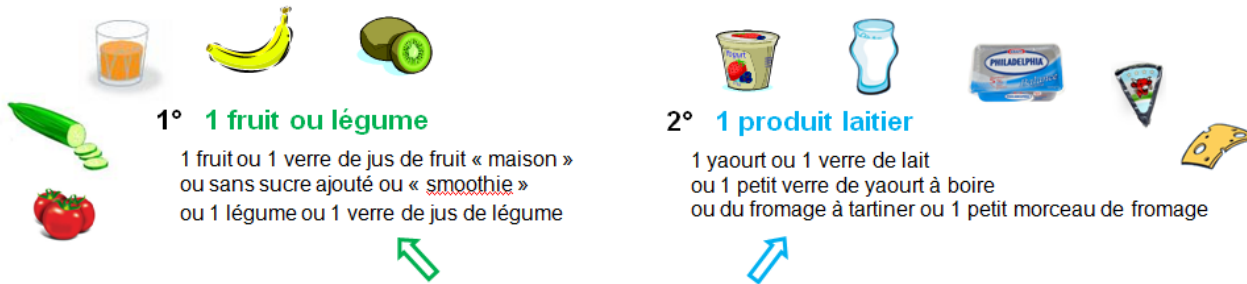 Yogurt
PHILADELPHIA
1° 1 fruit ou légume
1 fruit ou 1 verre de jus de fruit « maison »
ou sans sucre ajouté ou « smoothie »
ou 1 légume ou 1 verre de jus de légume
2° 1 produit laitier
1 yaourt ou 1 verre de lait
ou 1 petit verre de yaourt à boire
ou du fromage à tartiner ou 1 petit morceau de fromage